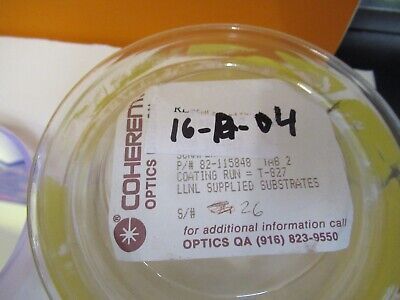 COHERENT
OPTICS
16-A-04
P/# 82-115848 TAB 2
COATING RUN = T-627
LLNL SUPPLIED SUBSTRATES
S/# 26
for additional information call
OPTICS QA (916) 823-9550